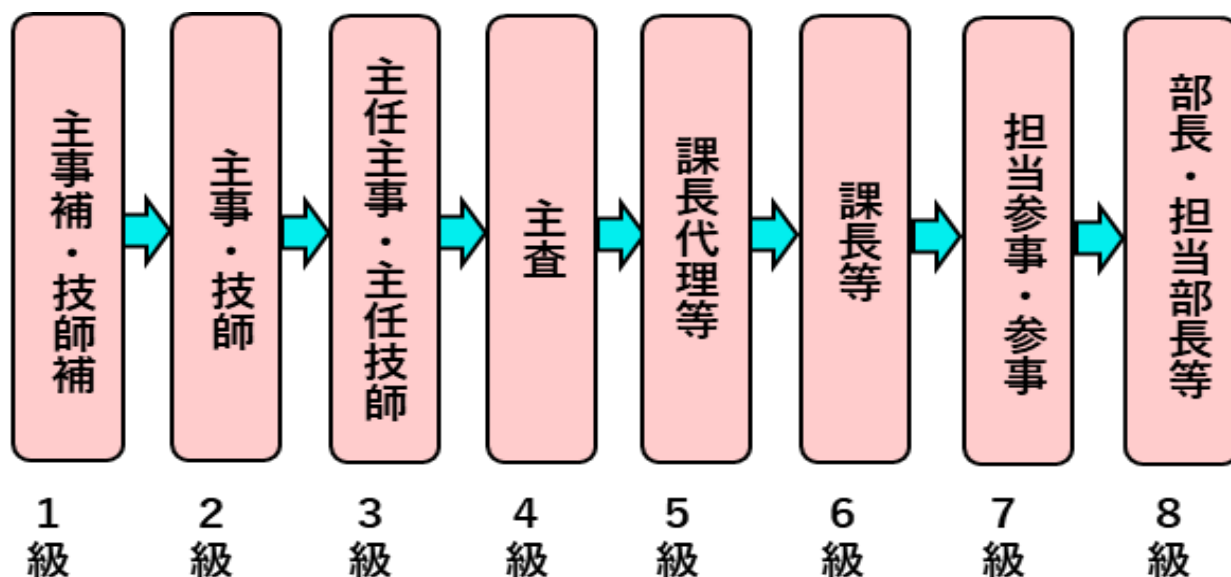 主事補・技師補
主事・技師
主任主事・主任技師
主査
課長代理等
課長等
担当参事・参事
部長・担当部長等
1級
2級
3級
4級
5級
6級
7級
8級